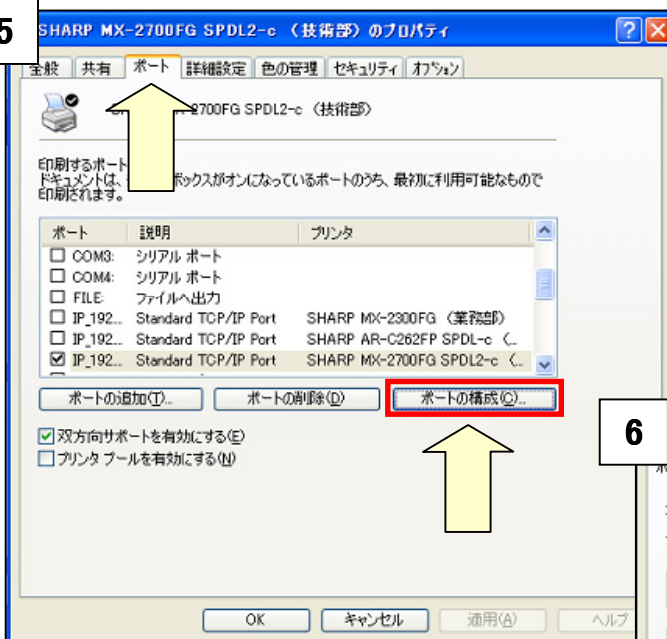 5
SHARP MX-2700FG SPDL2-c （技術部）のプロパティ
全般 共有 ポート 詳細設定 色の管理 セキュリティ オプション
2700FG SPDL2-c （技術部）
印刷するポート
ドキュメントは、 ボックスがオンになっているポートのうち、最初に利用可能なもので
印刷されます。
ポート 説明 プリンタ
COM3: シリアル ポート
COM4: シリアル ポート
FILE: ファイルへ出力
IP_192... Standard TCP/IP Port SHARP MX-2300FG （業務部）
IP_192... Standard TCP/IP Port SHARP AR-C262FP SPDL-c （...
IP_192... Standard TCP/IP Port SHARP MX-2700FG SPDL2-c （...
ポートの追加(T)... ポートの削除(D) ポートの構成(C)...
双方向サポートを有効にする(E)
プリンタ プールを有効にする(N)
6
OK キャンセル 適用(A) ヘルプ